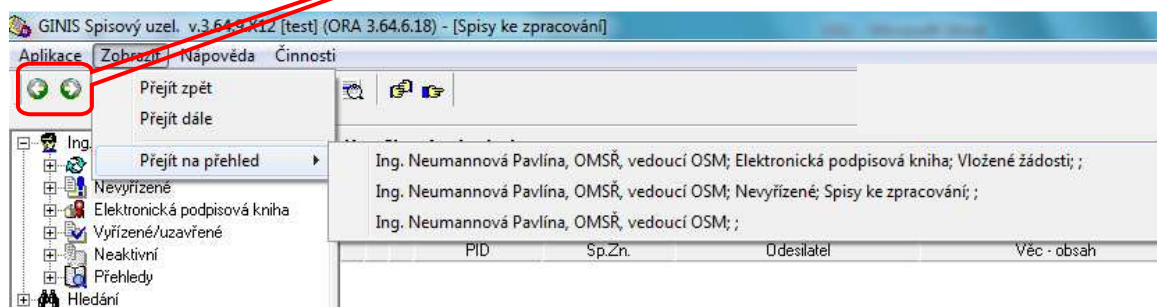 GINIS Spisový uzel. v.3.64.9.X12 [test] (ORA 3.64.6.18) - [Spisy ke zpracování]
Aplikace Zobrazit Nápověda Činnosti
Přejít zpět
Přejít dále
Přejít na přehled
Ing. Neumannová Pavlína, OMSŘ, vedoucí OSM; Elektronická podpisová kniha; Vložené žádosti; ;
Ing. Neumannová Pavlína, OMSŘ, vedoucí OSM; Nevyřízené; Spisy ke zpracování; ;
Ing. Neumannová Pavlína, OMSŘ, vedoucí OSM; ;
Ing.
Nevyřízené
Elektronická podpisová kniha
Vyřízené/uzavřené
Neaktivní
Přehledy
Hledání
PID Sp.Zn. Odesilatel Věc - obsah